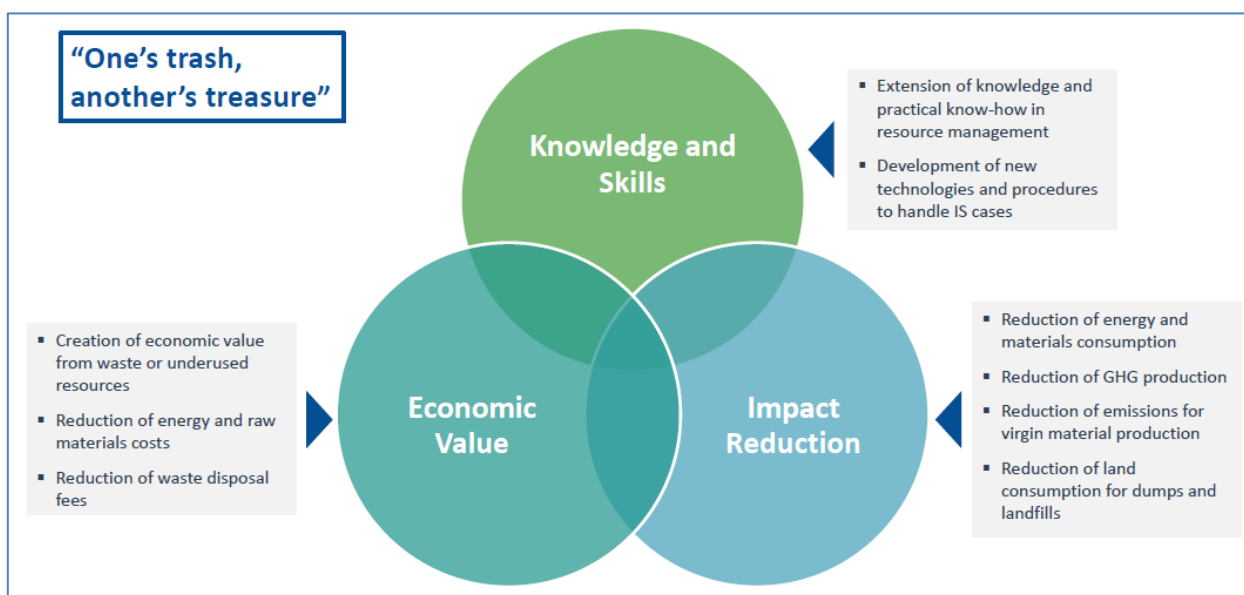 “One’s trash,
another’s treasure”
Knowledge and
Skills
▪ Extension of knowledge and
practical know-how in
resource management
▪ Development of new
technologies and procedures
to handle IS cases
▪ Creation of economic value
from waste or underused
resources
▪ Reduction of energy and raw
materials costs
▪ Reduction of waste disposal
fees
Economic
Value
Impact
Reduction
▪ Reduction of energy and
materials consumption
▪ Reduction of GHG production
▪ Reduction of emissions for
virgin material production
▪ Reduction of land
consumption for dumps and
landfills